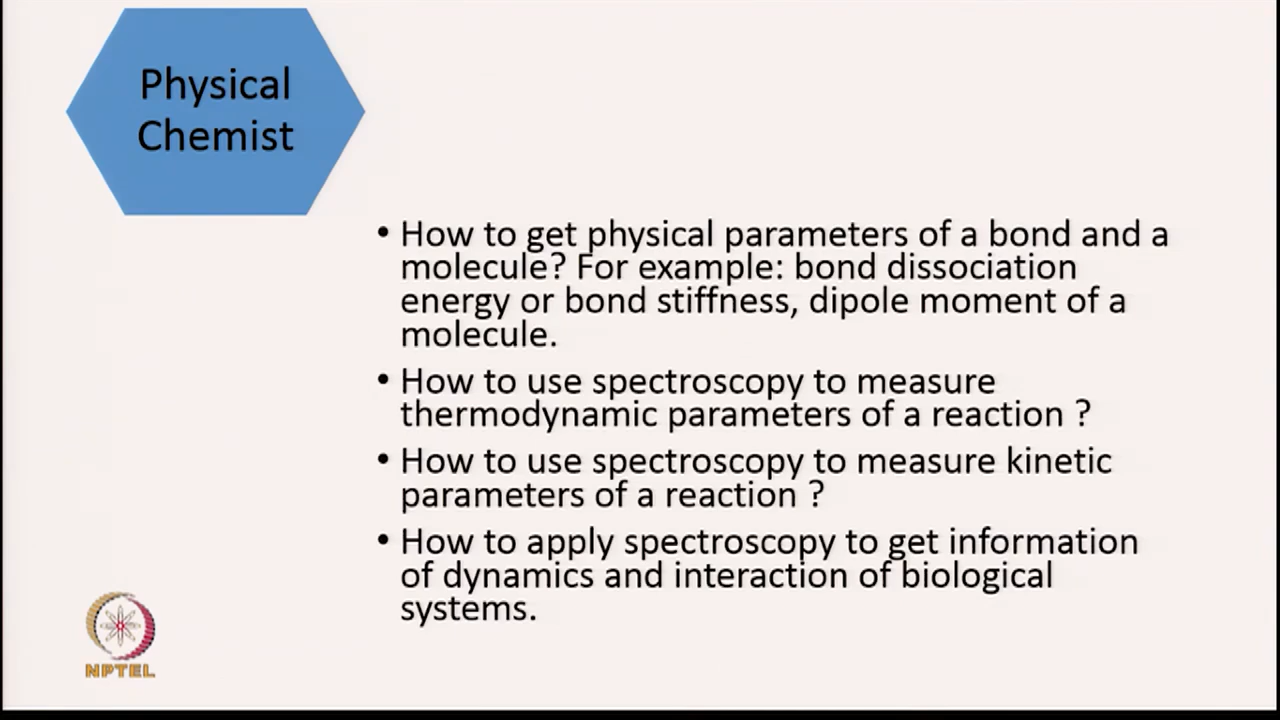 Physical
Chemist
• How to get physical parameters of a bond and a
molecule? For example: bond dissociation
energy or bond stiffness, dipole moment of a
molecule.
• How to use spectroscopy to measure
thermodynamic parameters of a reaction ?
• How to use spectroscopy to measure kinetic
parameters of a reaction ?
• How to apply spectroscopy to get information
of dynamics and interaction of biological
systems.
NPTEL